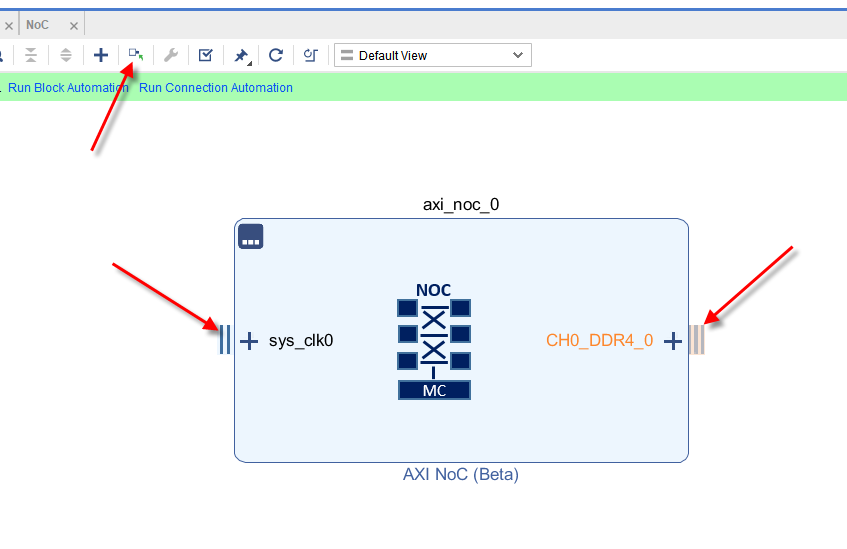 NoC
Default View
. Run Block Automation Run Connection Automation
axi_noc_0
NOC
sys_clk0
CH0_DDR4_0
MC
AXI NoC (Beta)